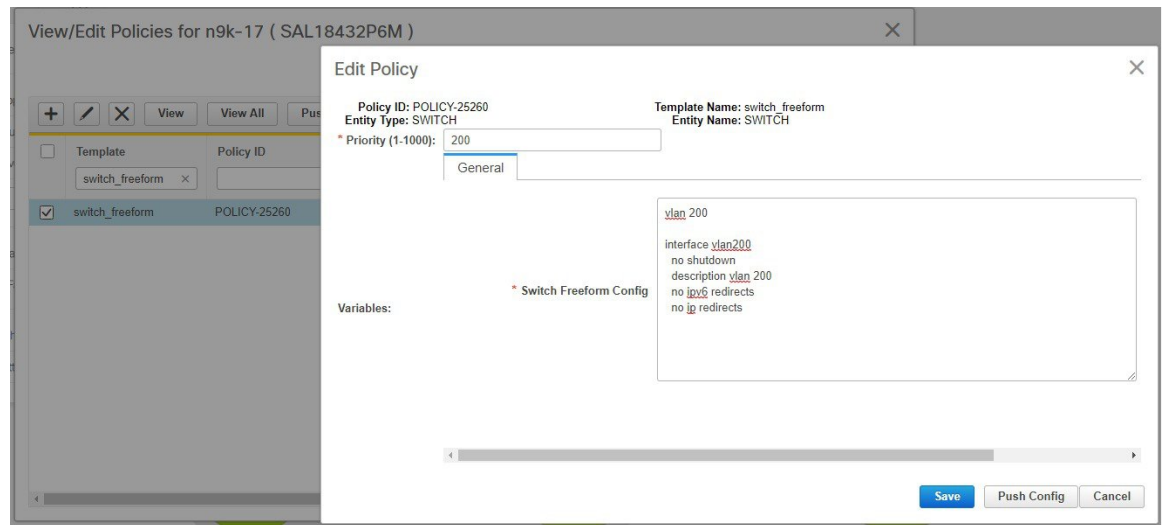 View/Edit Policies for n9k-17 ( SAL18432P6M )
View
View All
Template
Policy ID
switch_freeform
switch_freeform
POLICY-25260
Edit Policy
Policy ID: POLICY-25260
Template Name: switch_freeform
Entity Type: SWITCH
Entity Name: SWITCH
* Priority (1-1000):
200
General
Variables:
* Switch Freeform Config
vlan 200
interface vlan200
no shutdown
description vlan 200
no ipv6 redirects
no ip redirects
Save
Push Config
Cancel